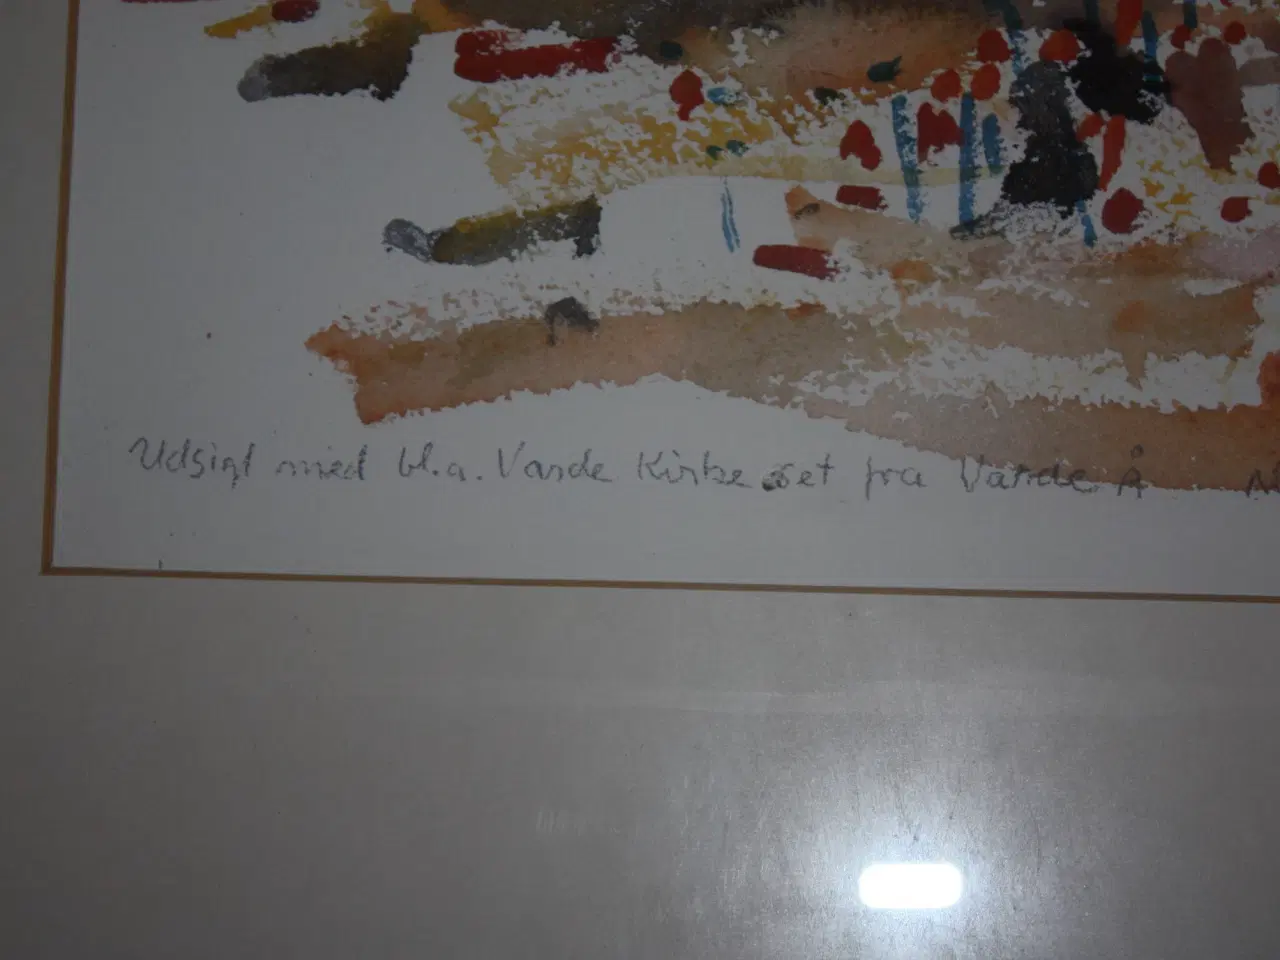 Udsigt med bl.a. Varde Kirke set fra Varde Å